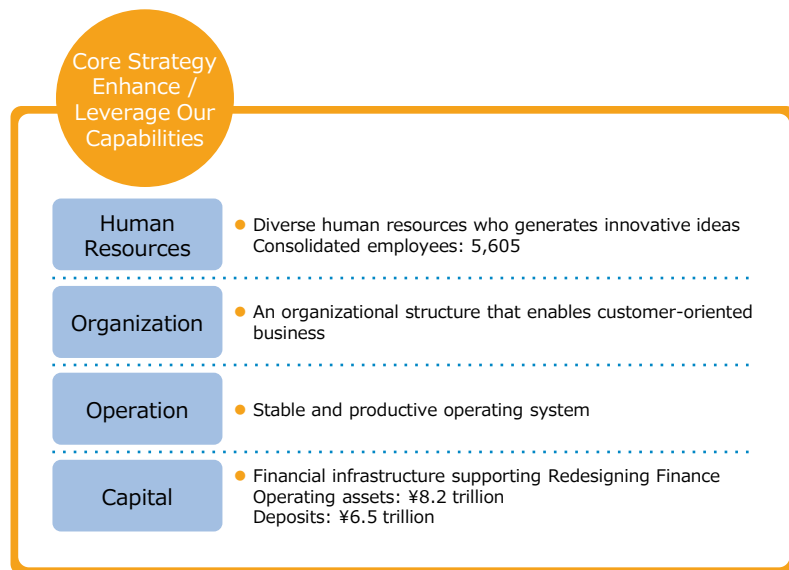 Core Strategy
Enhance /
Leverage Our
Capabilities
Human
Resources
Diverse human resources who generates innovative ideas
Consolidated employees: 5,605
Organization
An organizational structure that enables customer-oriented
business
Operation
Stable and productive operating system
Capital
Financial infrastructure supporting Redesigning Finance
Operating assets: ¥8.2 trillion
Deposits: ¥6.5 trillion